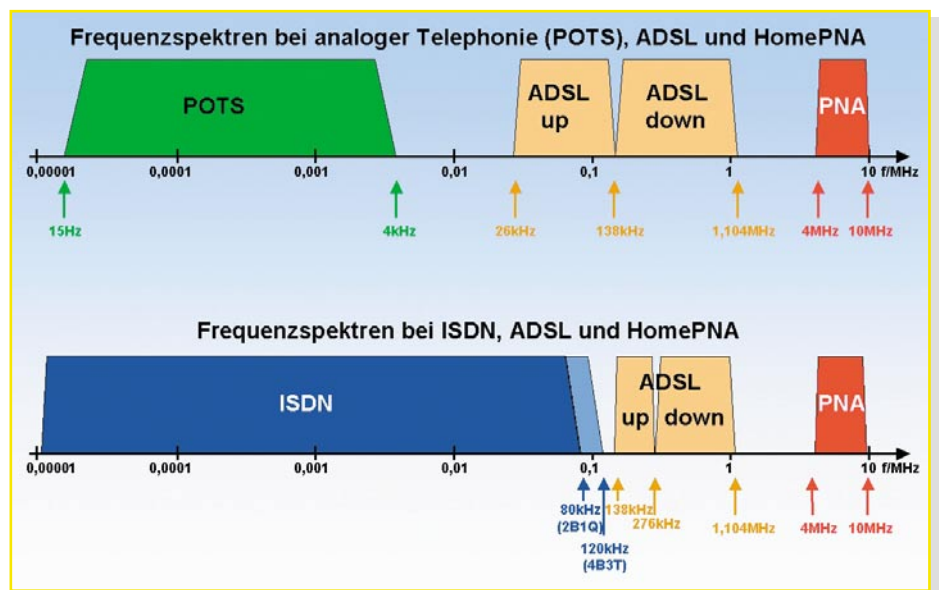 Frequenzspektren bei analoger Telephonie (POTS), ADSL und HomePNA
POTS
ADSL
up
ADSL
down
PNA
0,00001 0,0001 0,001 0,01 0,1 1 10 f/MHz
15Hz 4kHz 26kHz 138kHz 1,104MHz 4MHz 10MHz
Frequenzspektren bei ISDN, ADSL und HomePNA
ISDN
ADSL
up down
PNA
0,00001 0,0001 0,1 0,01 0,1 1 10 f/MHz
80kHz
(2B1Q)
138kHz
276kHz
1,104MHz 4MHz 10MHz
120kHz
(4B3T)